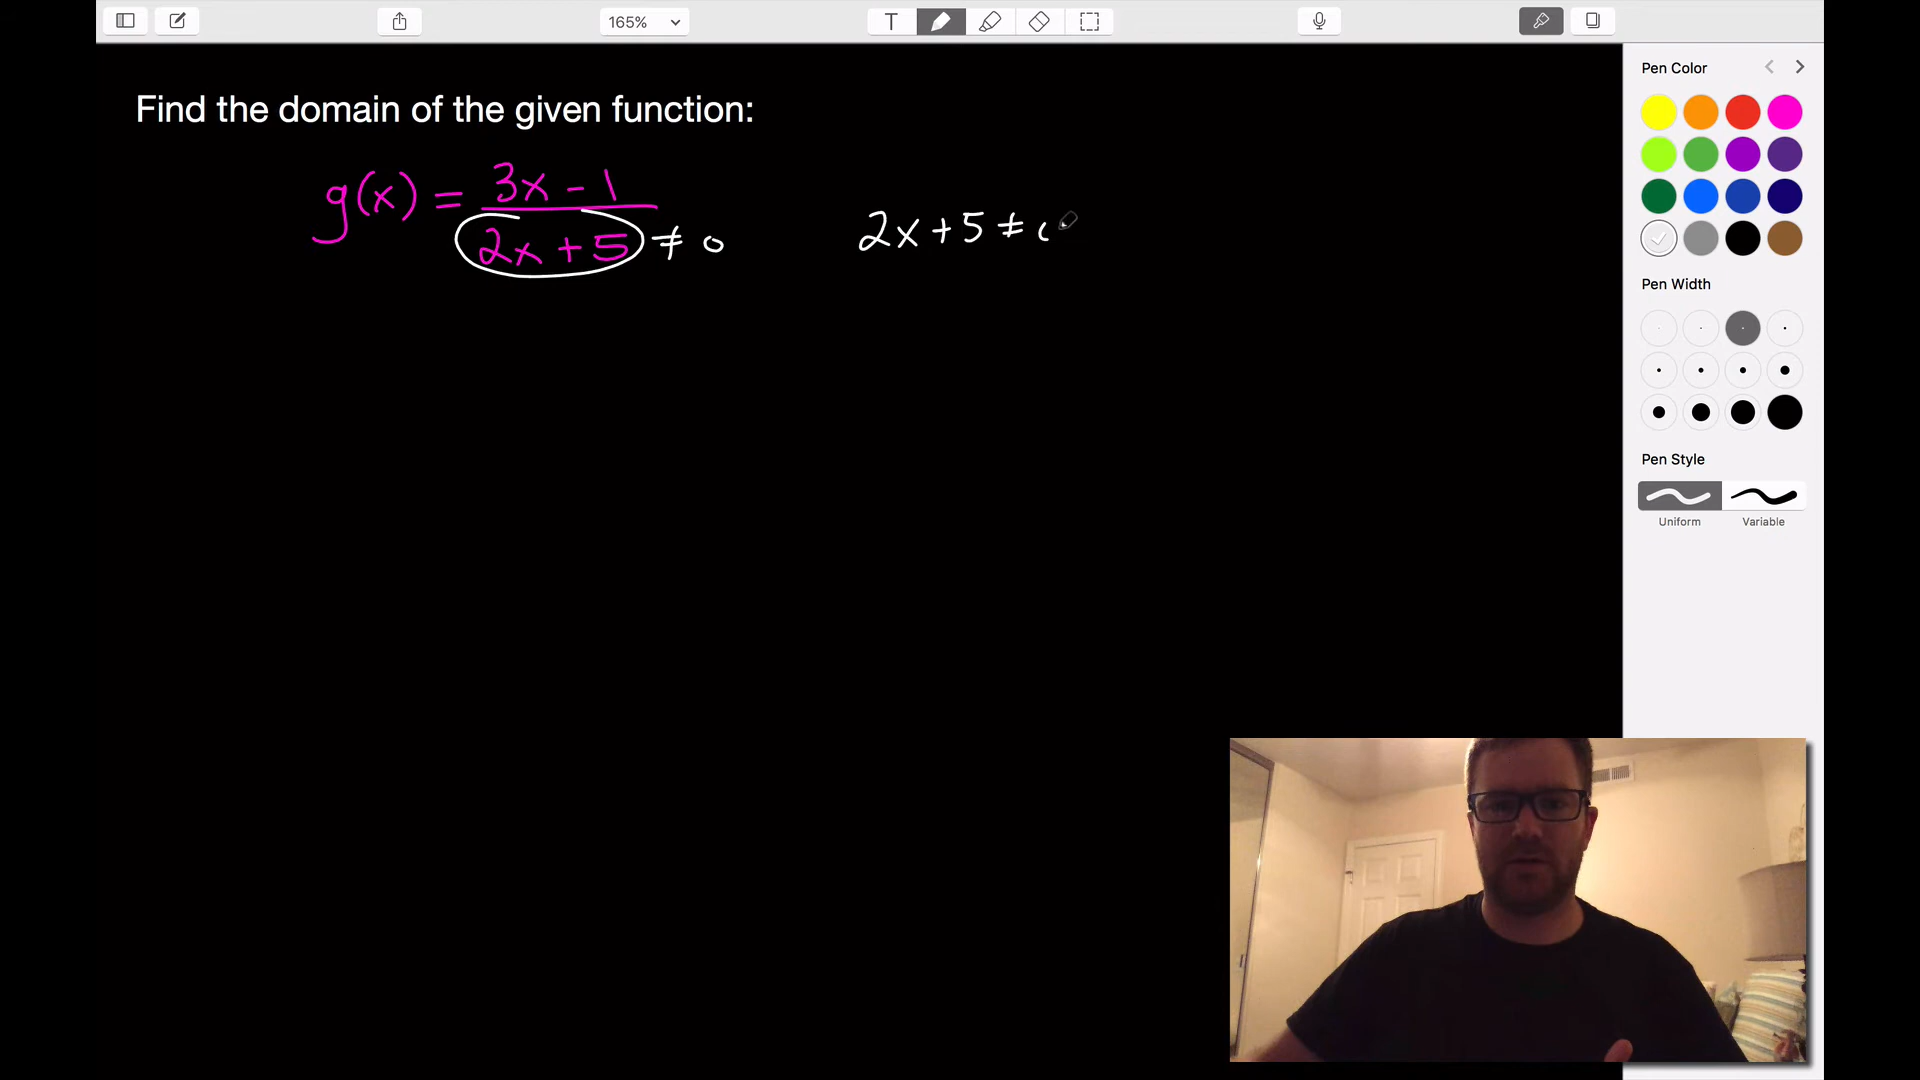 165%
T
Find the domain of the given function:
g(x) = 3x - 1
2x + 5 ≠ 0
2x + 5 ≠
Pen Color
Pen Width
Pen Style
Uniform
Variable